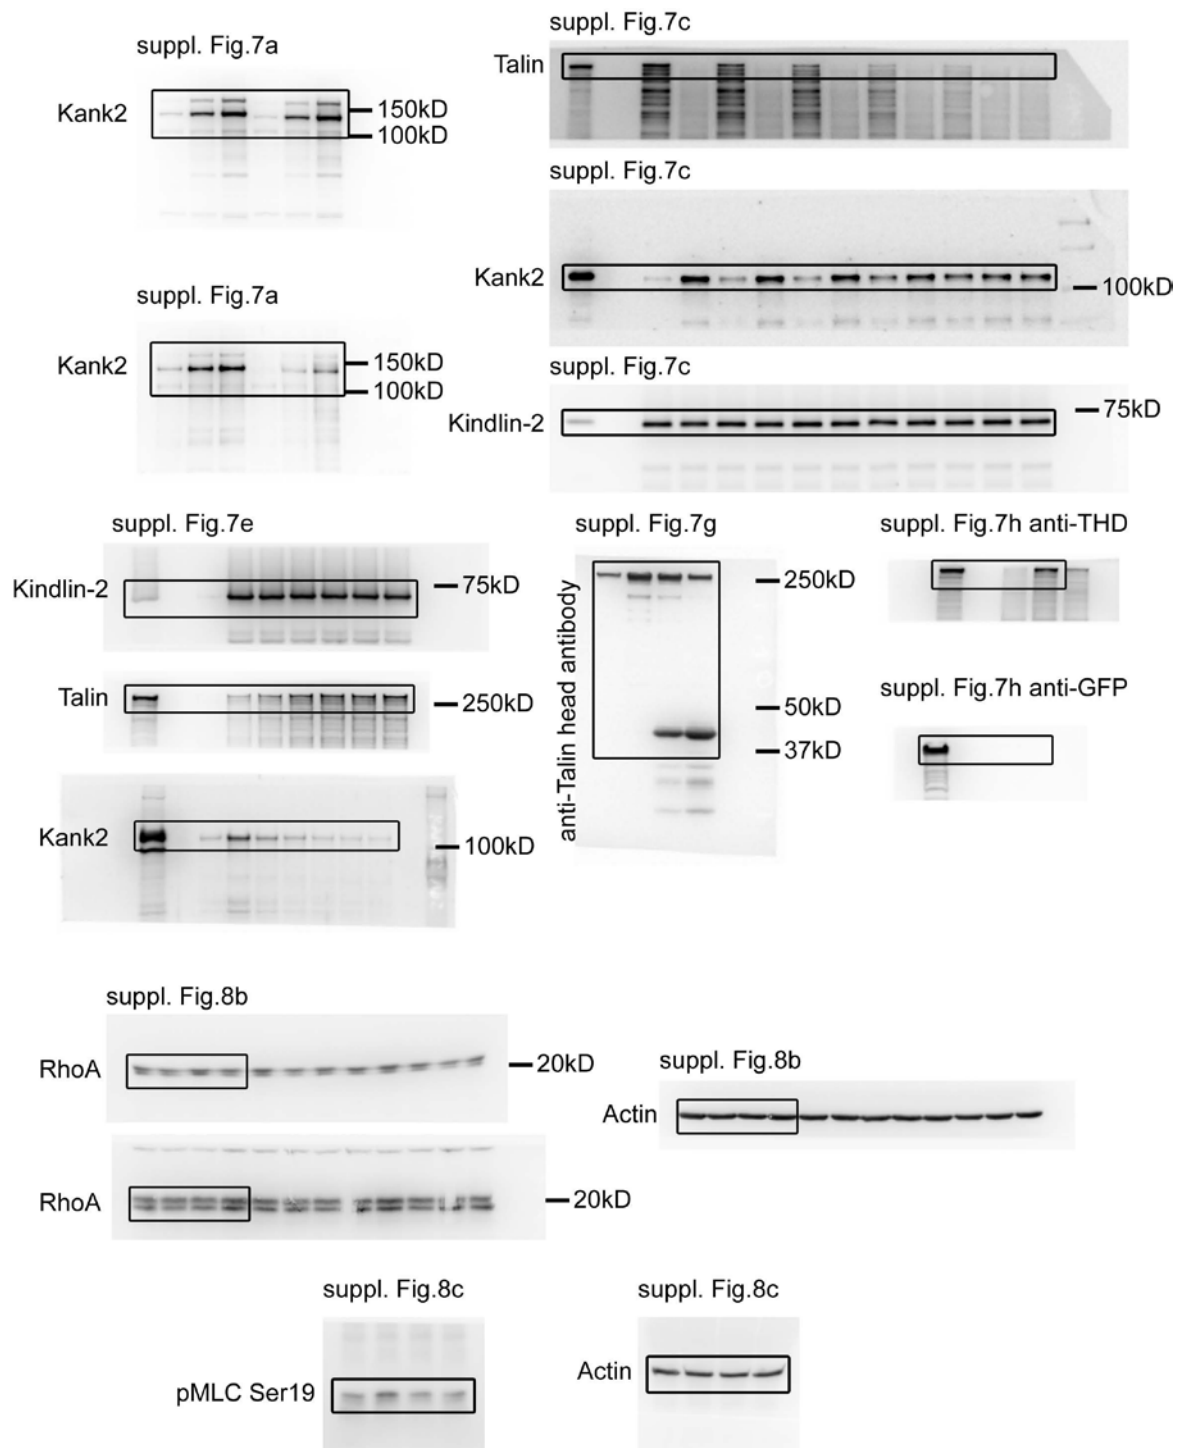 suppl. Fig.7a
Kank2
150kD
100kD
suppl. Fig.7c
Talin
suppl. Fig.7c
Kank2
100kD
suppl. Fig.7a
Kank2
150kD
100kD
suppl. Fig.7c
Kindlin-2
75kD
suppl. Fig.7e
Kindlin-2
75kD
Talin
250kD
Kank2
100kD
suppl. Fig.7g
anti-Talin head antibody
250kD
50kD
37kD
suppl. Fig.7h anti-THD
suppl. Fig.7h anti-GFP
suppl. Fig.8b
RhoA
20kD
RhoA
20kD
suppl. Fig.8b
Actin
suppl. Fig.8c
pMLC Ser19
suppl. Fig.8c
Actin